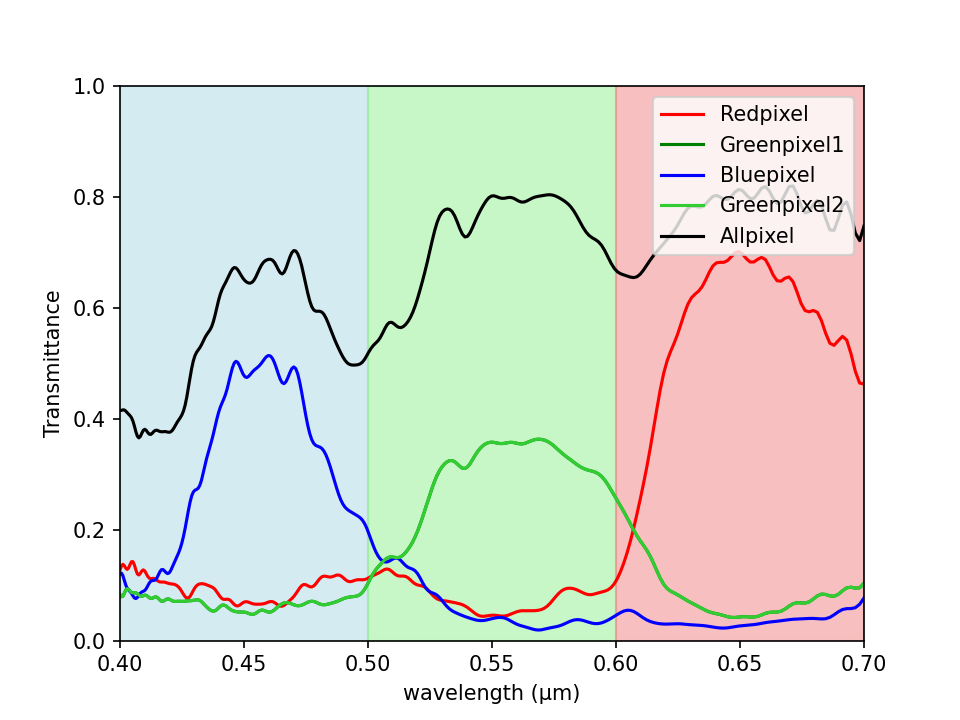 1.0
0.8
0.6
0.4
0.2
0.0
Transmittance
Redpixel
Greenpixel1
Bluepixel
Greenpixel2
Allpixel
0.40 0.45 0.50 0.55 0.60 0.65 0.70
wavelength (μm)